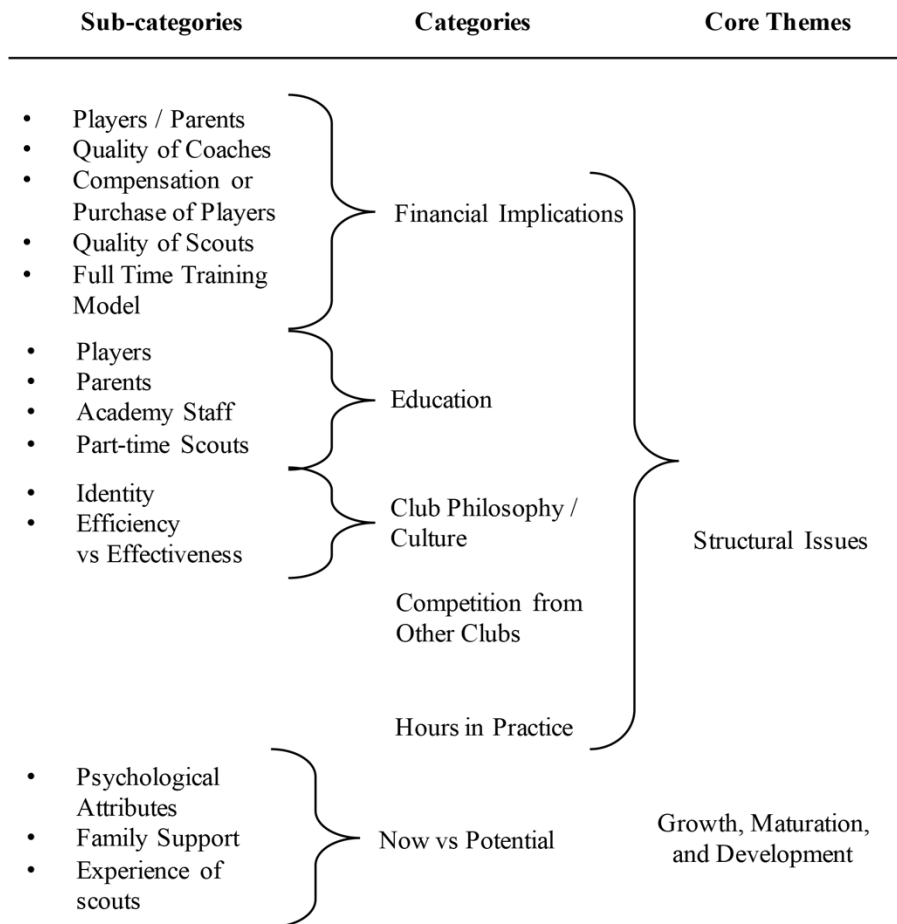 Sub-categories Categories Core Themes
• Players / Parents
• Quality of Coaches
• Compensation or
Purchase of Players
• Quality of Scouts
• Full Time Training
Model
Financial Implications
• Players
• Parents
• Academy Staff
• Part-time Scouts
Education
• Identity
• Efficiency
vs Effectiveness
Club Philosophy /
Culture
Competition from
Other Clubs
Hours in Practice
Structural Issues
• Psychological
Attributes
• Family Support
• Experience of
scouts
Now vs Potential
Growth, Maturation,
and Development